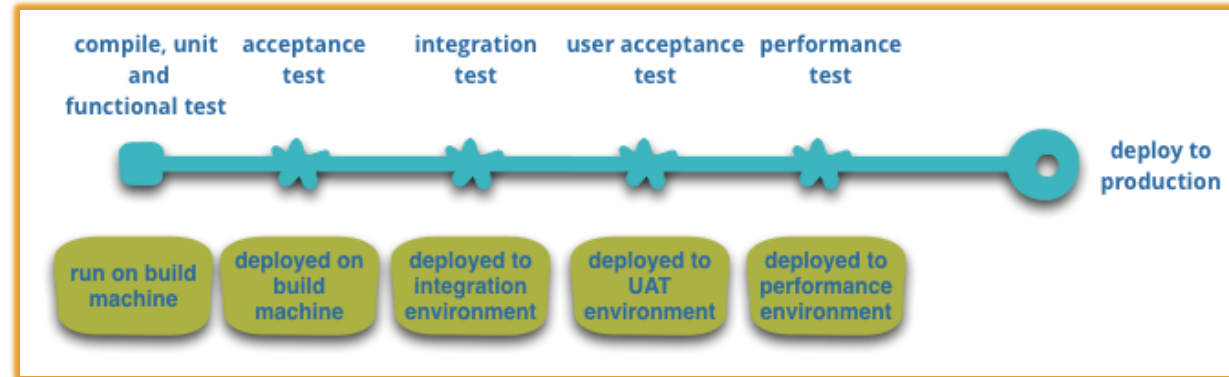 compile, unit
and
functional test
acceptance
test
integration
test
user acceptance
test
performance
test
deploy to
production
run on build
machine
deployed on
build
machine
deployed to
integration
environment
deployed to
UAT
environment
deployed to
performance
environment